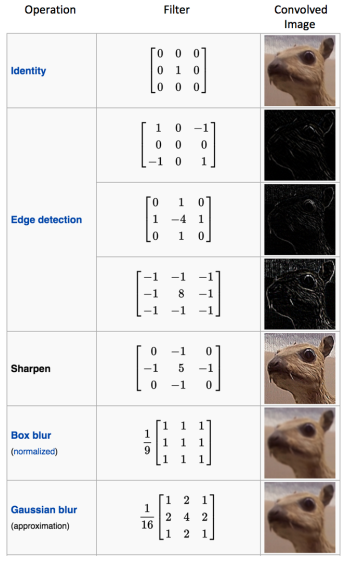 Operation Filter Convolved
Image
Identity
0 0 0
0 1 0
0 0 0
Edge detection
1 0 −1
0 0 0
−1 0 1
0 1 0
1 −4 1
0 1 0
−1 −1 −1
−1 8 −1
−1 −1 −1
Sharpen
0 −1 0
−1 5 −1
0 −1 0
Box blur
(normalized)
1/9
1 1 1
1 1 1
1 1 1
Gaussian blur
(approximation)
1/16
1 2 1
2 4 2
1 2 1